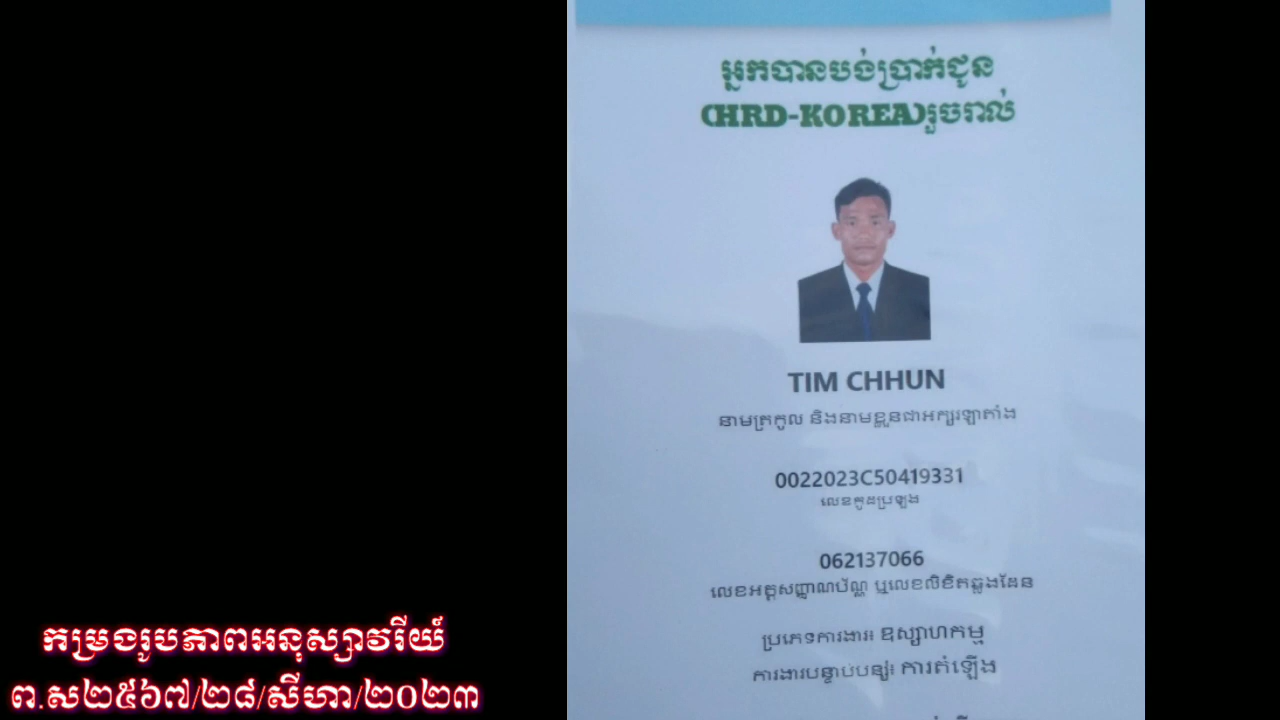 អ្នកបានបង់ប្រាក់ជូន
(HRD-KOREA)រួចរាល់
TIM CHHUN
នាមត្រកូល និងនាមខ្លួនជាអក្សរឡាតាំង
0022023C50419331
លេខកូដប្រឡង
062137066
លេខអត្តសញ្ញាណប័ណ្ណ ឬលេខលិខិតឆ្លងដែន
ប្រភេទការងារ៖ ឧស្សាហកម្ម
ការងារបន្ទាប់បន្សំ៖ ការតំឡើង
កម្រងរូបភាពអនុស្សាវរីយ៍
ព.ស២៥៦៧/២៨/សីហា/២០២៣